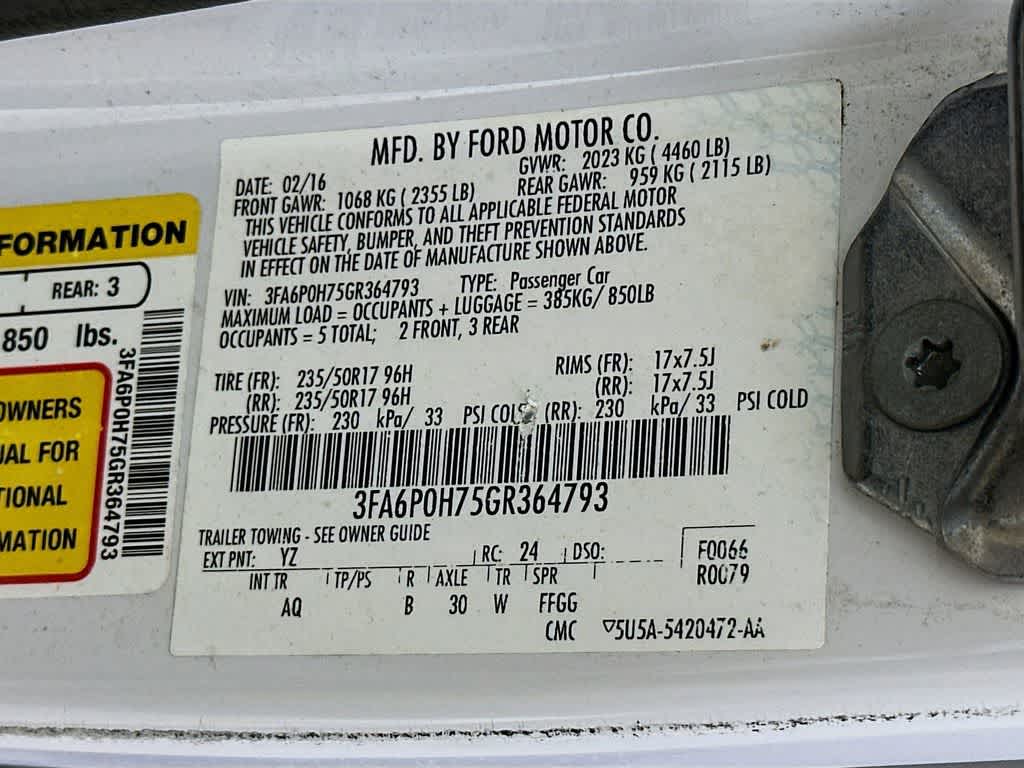 MFD. BY FORD MOTOR CO.
DATE: 02/16 GVWR: 2023 KG ( 4460 LB)
FRONT GAWR: 1068 KG ( 2355 LB) REAR GAWR: 959 KG ( 2115 LB)
THIS VEHICLE CONFORMS TO ALL APPLICABLE FEDERAL MOTOR
VEHICLE SAFETY, BUMPER, AND THEFT PREVENTION STANDARDS
IN EFFECT ON THE DATE OF MANUFACTURE SHOWN ABOVE.
VIN: 3FA6P0H75GR364793 TYPE: Passenger Car
MAXIMUM LOAD = OCCUPANTS + LUGGAGE = 385KG/ 850LB
OCCUPANTS = 5 TOTAL; 2 FRONT, 3 REAR
TIRE (FR): 235/50R17 96H RIMS (FR): 17x7.5J
(RR): 235/50R17 96H (RR): 17x7.5J
PRESSURE (FR): 230 kPa/ 33 PSI COLD (RR): 230 kPa/ 33 PSI COLD
3FA6P0H75GR364793
TRAILER TOWING - SEE OWNER GUIDE
EXT PNT: YZ RC: 24 DSO: F0066
INT TR TP/PS R AXLE TR SPR R0079
AQ B 30 W FFGG
CMC ▽5U5A-5420472-AA
FORMATION
REAR: 3
850 lbs.
OWNERS
UAL FOR
TIONAL
MATION
3FA6P0H75GR364793